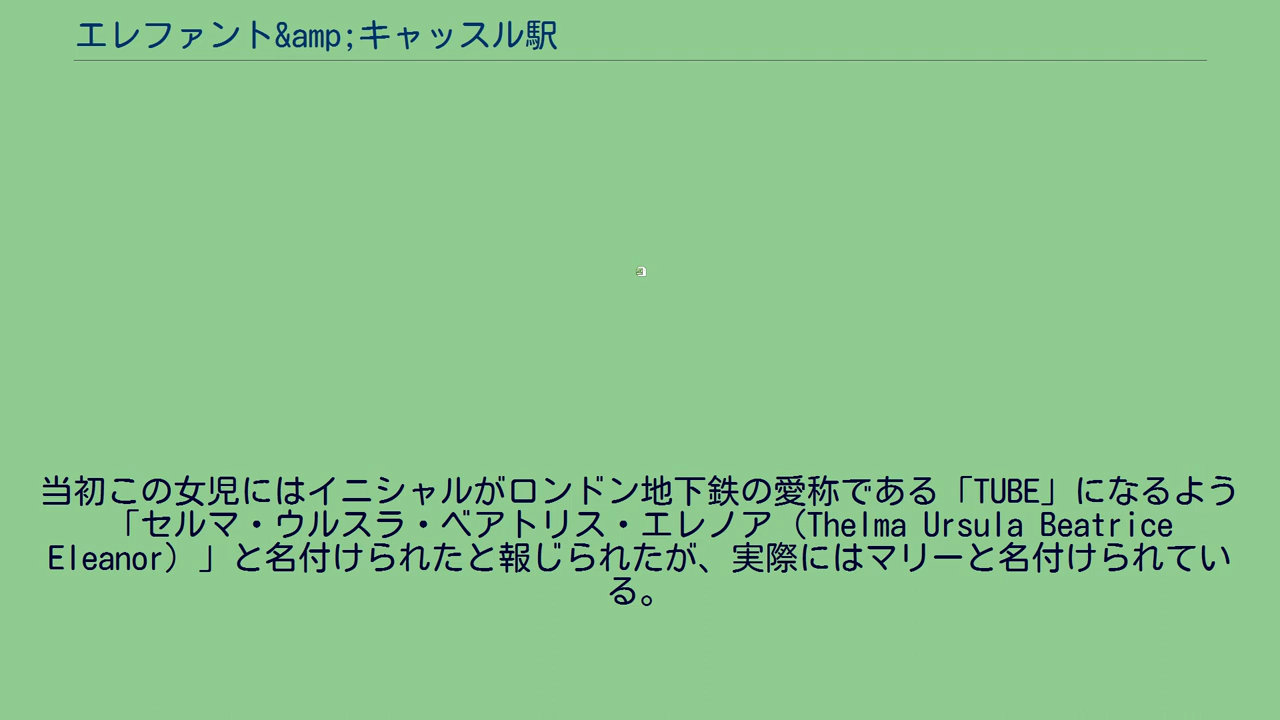 エレファント&amp;キャッスル駅
当初この女児にはイニシャルがロンドン地下鉄の愛称である「TUBE」になるよう
「セルマ・ウルスラ・ベアトリス・エレノア（Thelma Ursula Beatrice
Eleanor）」と名付けられたと報じられたが、実際にはマリーと名付けられてい
る。